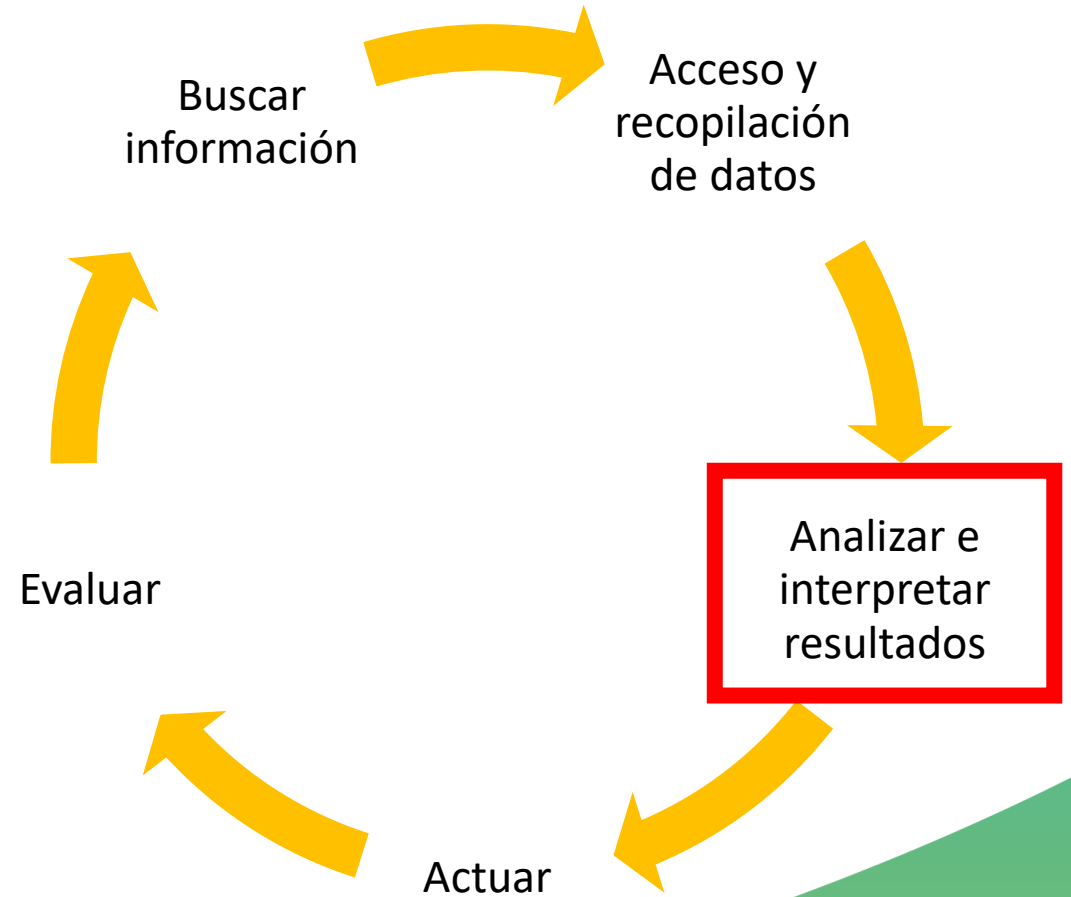 Buscar
información
Acceso y
recopilación
de datos
Analizar e
interpretar
resultados
Actuar
Evaluar